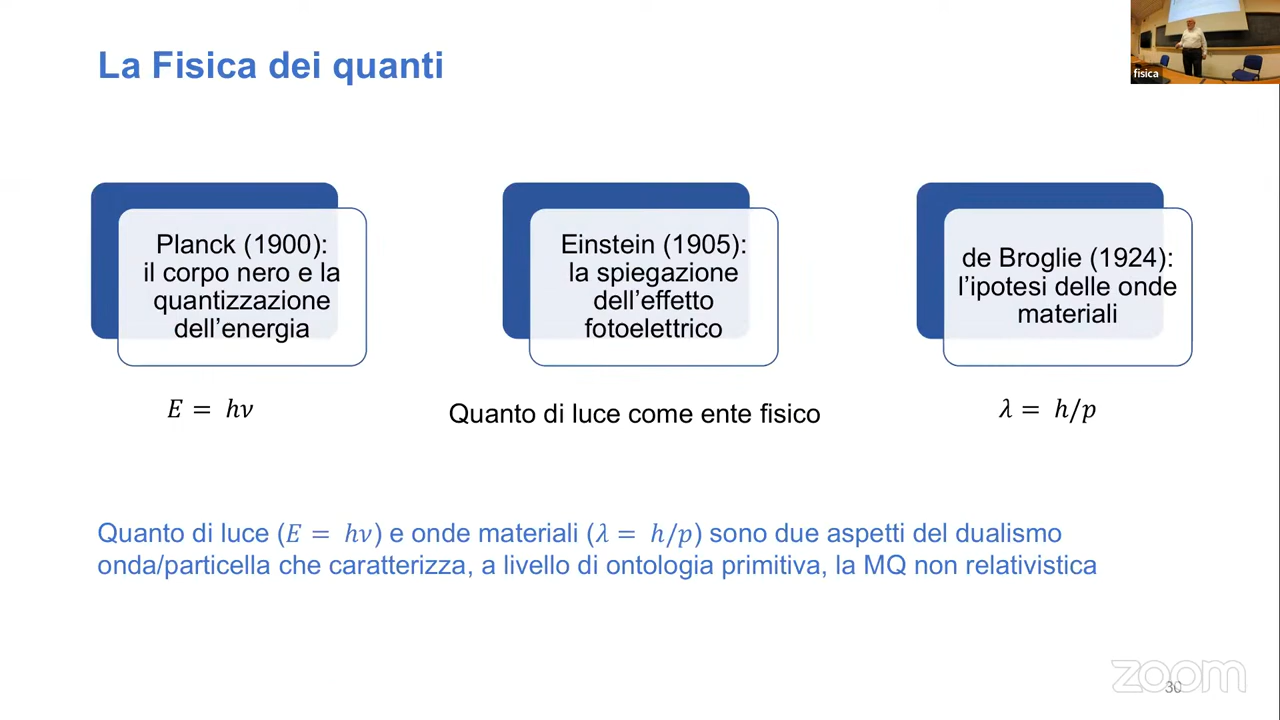 La Fisica dei quanti
fisica
Planck (1900):
il corpo nero e la
quantizzazione
dell'energia
Einstein (1905):
la spiegazione
dell'effetto
fotoelettrico
de Broglie (1924):
l'ipotesi delle onde
materiali
E = hν
Quanto di luce come ente fisico
λ = h/p
Quanto di luce (E = hν) e onde materiali (λ = h/p) sono due aspetti del dualismo
onda/particella che caratterizza, a livello di ontologia primitiva, la MQ non relativistica
zoom
30